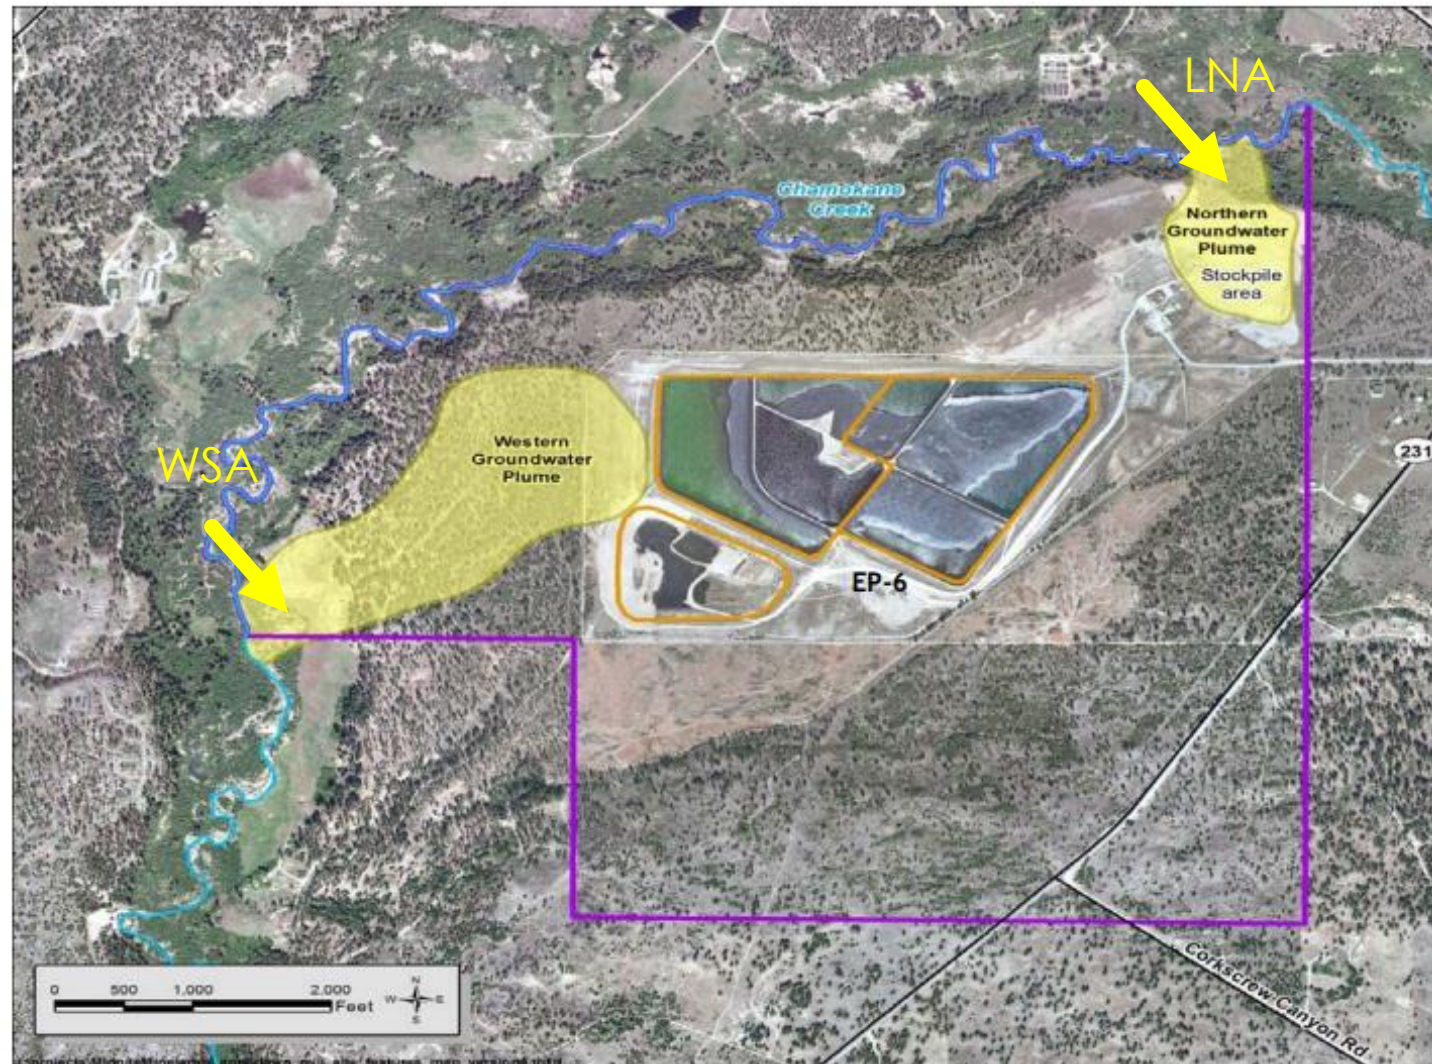 LNA
Chamokane
Creek
Northern
Groundwater
Plume
Stockpile
area
Western
Groundwater
Plume
WSA
231
EP-6
Corkscrew Canyon Rd
0 500 1,000 2,000
Feet
N
W E
S